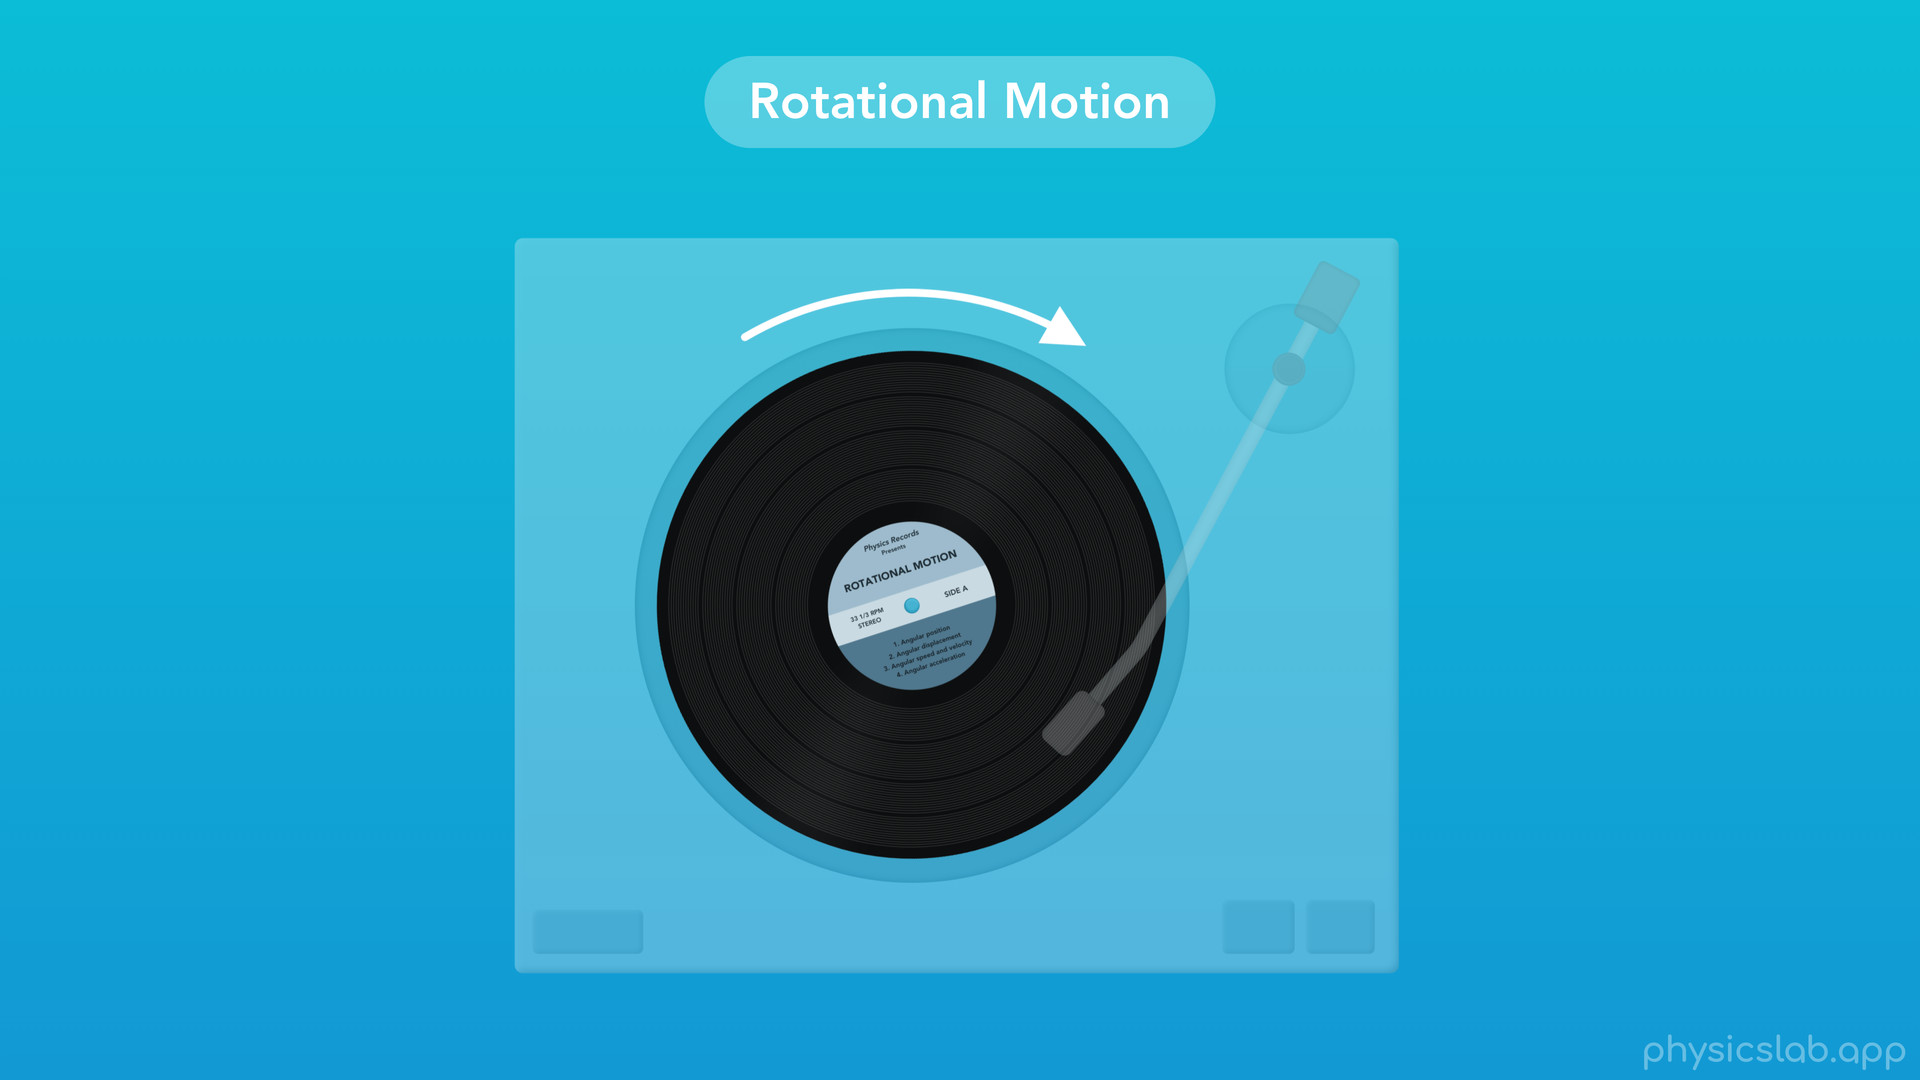 Rotational Motion
Physics Records
Presents
ROTATIONAL MOTION
33 1/3 RPM
STEREO
SIDE A
1. Angular position
2. Angular displacement
3. Angular speed and velocity
4. Angular acceleration
physicslab.app